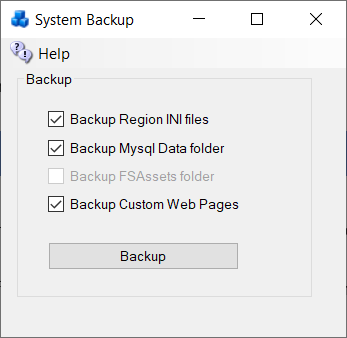 System Backup
Help
Backup
Backup Region INI files
Backup Mysql Data folder
Backup FSAssets folder
Backup Custom Web Pages
Backup